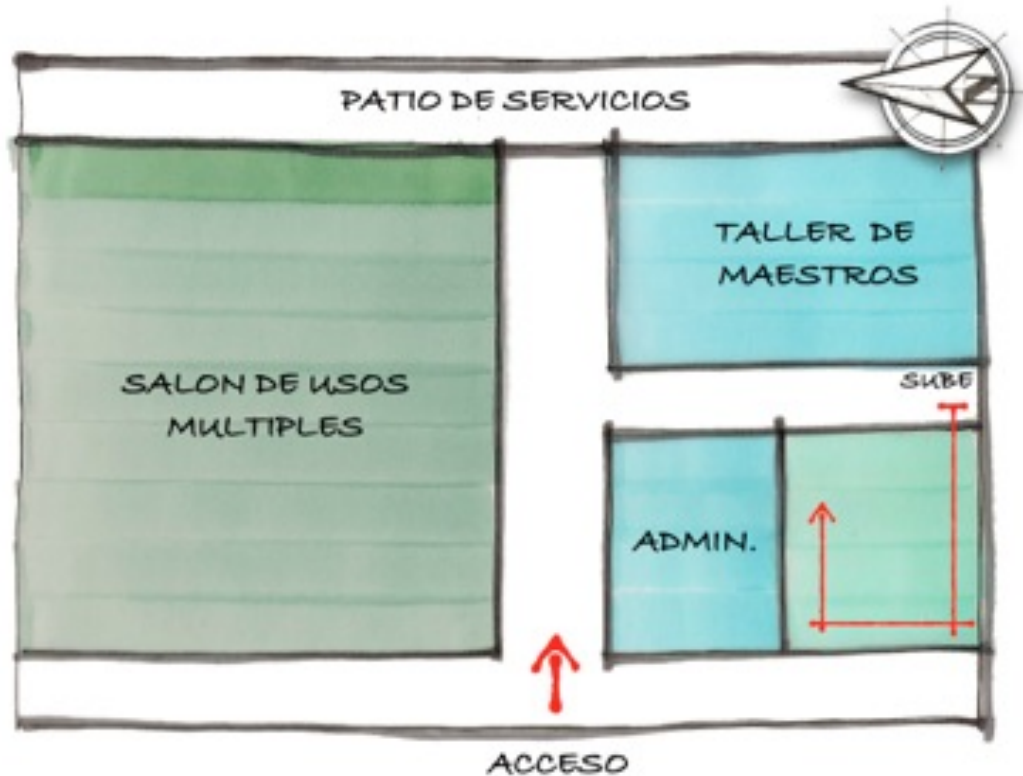 PATIO DE SERVICIOS
N
TALLER DE
MAESTROS
SALON DE USOS
MULTIPLES
SUBE
ADMIN.
ACCESO